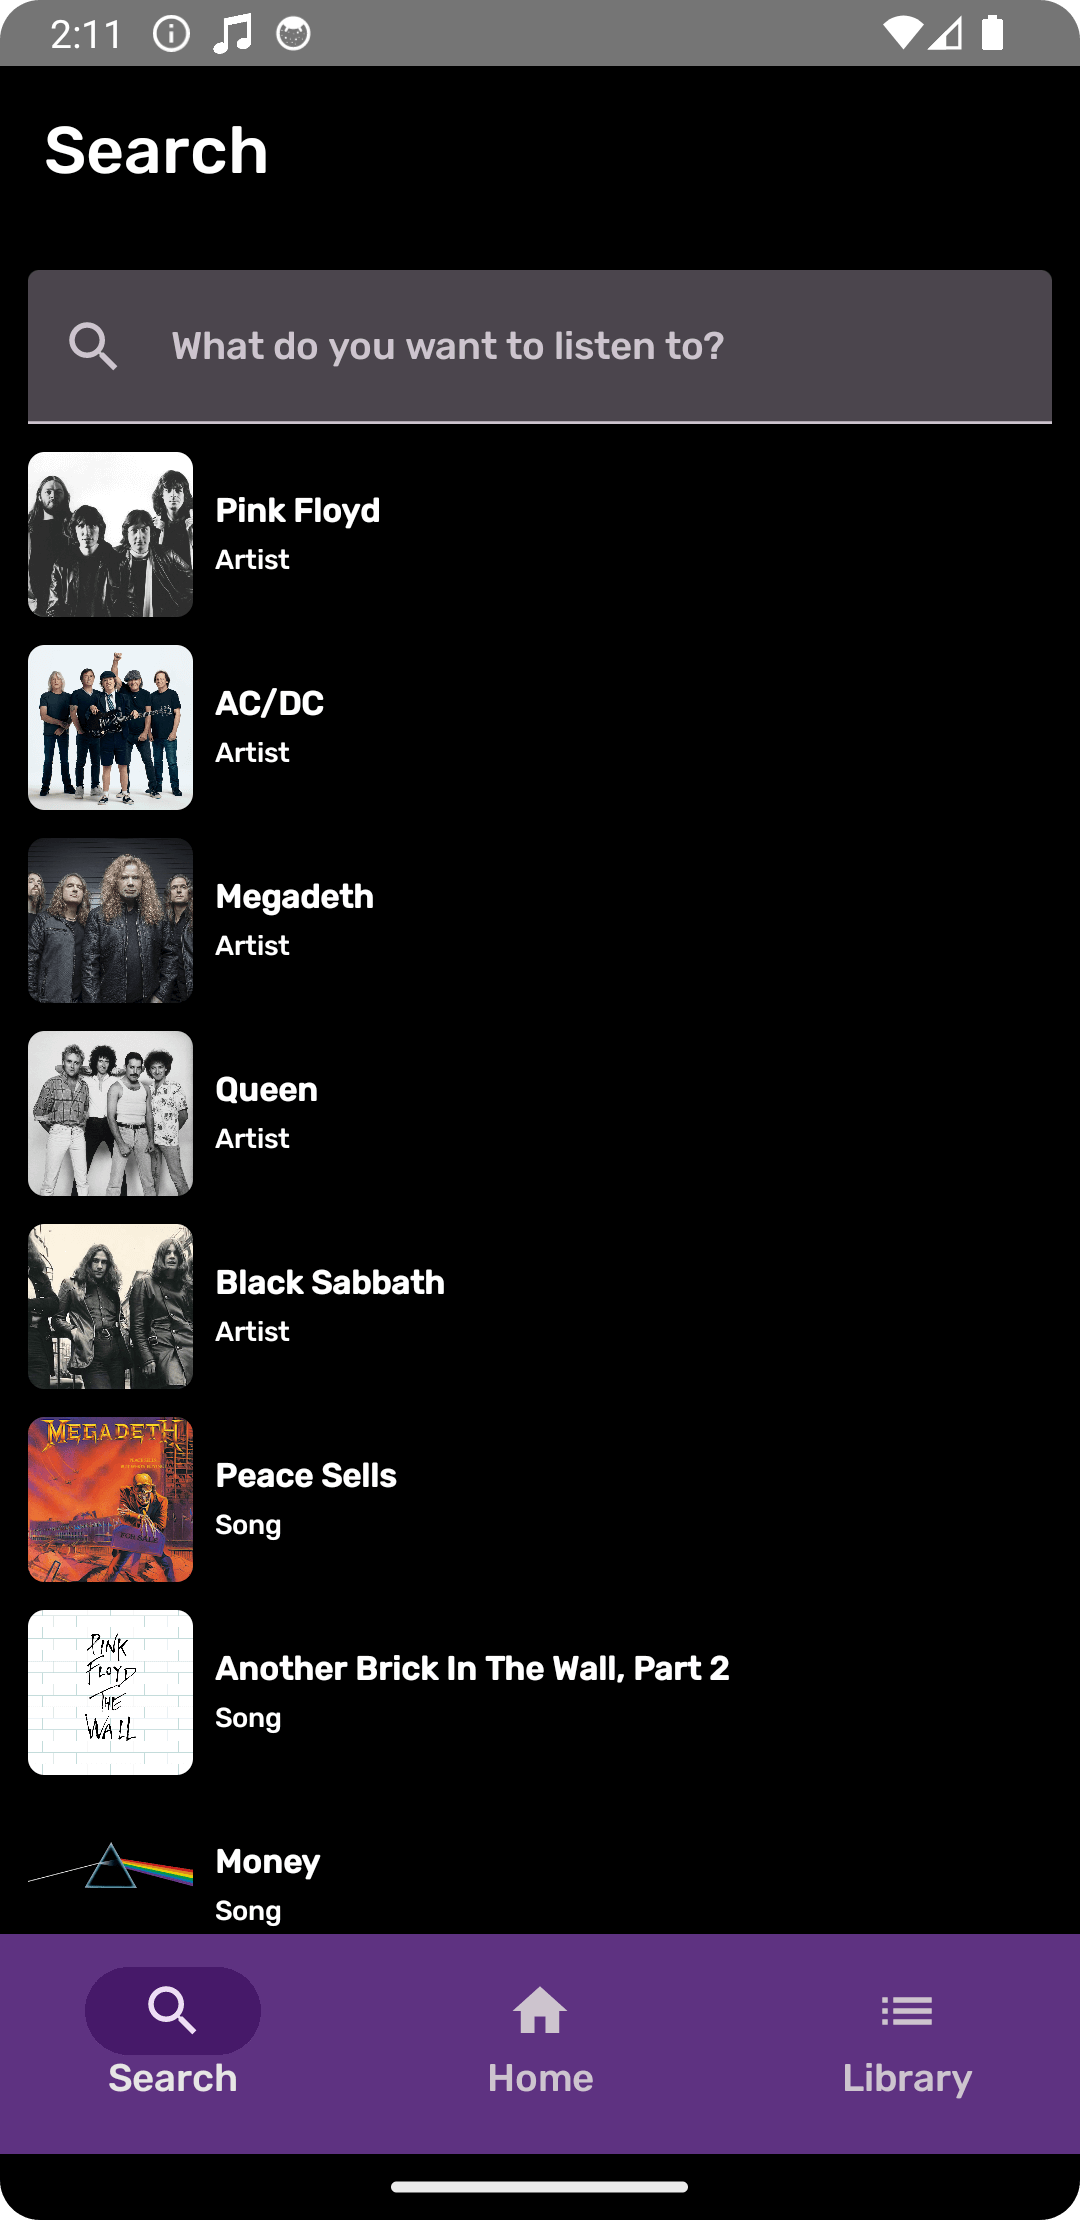 2:11
Search
What do you want to listen to?
Pink Floyd
Artist
AC/DC
Artist
Megadeth
Artist
Queen
Artist
Black Sabbath
Artist
MEGADETH
FOR SALE
Peace Sells
Song
PINK
FLOYD
THE
WALL
Another Brick In The Wall, Part 2
Song
Money
Song
Search
Home
Library